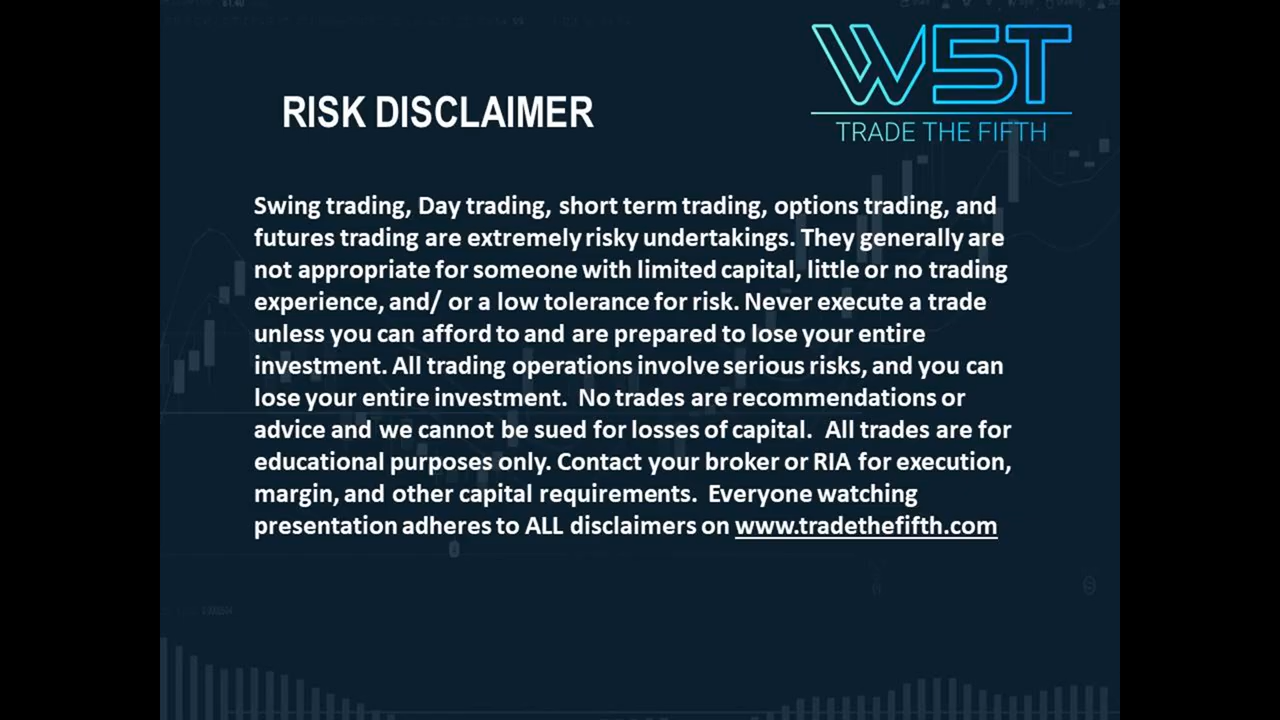 W5T
TRADE THE FIFTH
RISK DISCLAIMER
Swing trading, Day trading, short term trading, options trading, and
futures trading are extremely risky undertakings. They generally are
not appropriate for someone with limited capital, little or no trading
experience, and/ or a low tolerance for risk. Never execute a trade
unless you can afford to and are prepared to lose your entire
investment. All trading operations involve serious risks, and you can
lose your entire investment.  No trades are recommendations or
advice and we cannot be sued for losses of capital.  All trades are for
educational purposes only. Contact your broker or RIA for execution,
margin, and other capital requirements.  Everyone watching
presentation adheres to ALL disclaimers on www.tradethefifth.com